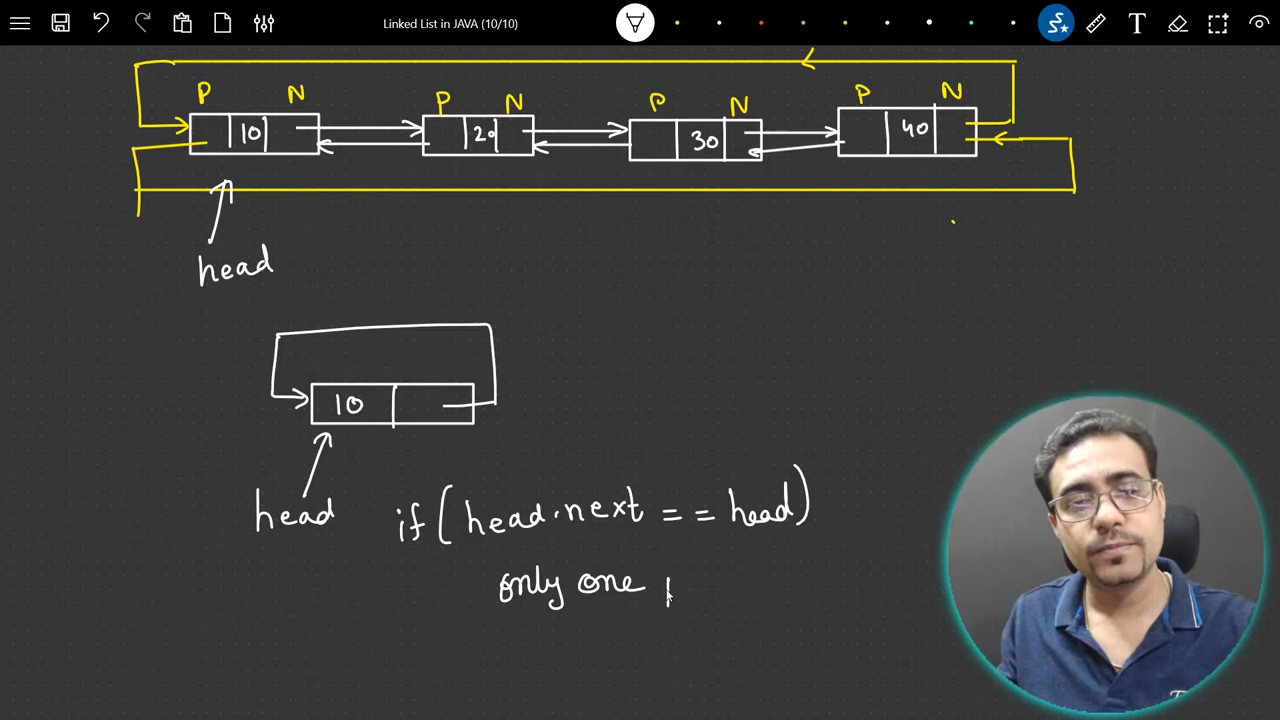 Linked List in JAVA (10/10)
T
P N P N P N P N
10 20 30 40
head
10
head if(head.next == head)
only one